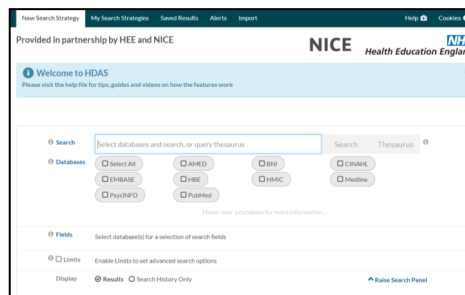 New Search Strategy My Search Strategies Saved Results Alerts Import Help Cookies
Provided in partnership by HEE and NICE
NICE
NHS
Health Education England
Welcome to HDAS
Please visit the help file for tips, guides and videos on how the features work
Search Select databases and search, or query thesaurus Search Thesaurus
Databases Select All AMED BNI CINAHL
EMBASE HBE HMIC Medline
PsycINFO PubMed
Hover over a database for more information...
Fields Select database(s) for a selection of search fields
Limits Enable Limits to set advanced search options
Display Results Search History Only Raise Search Panel